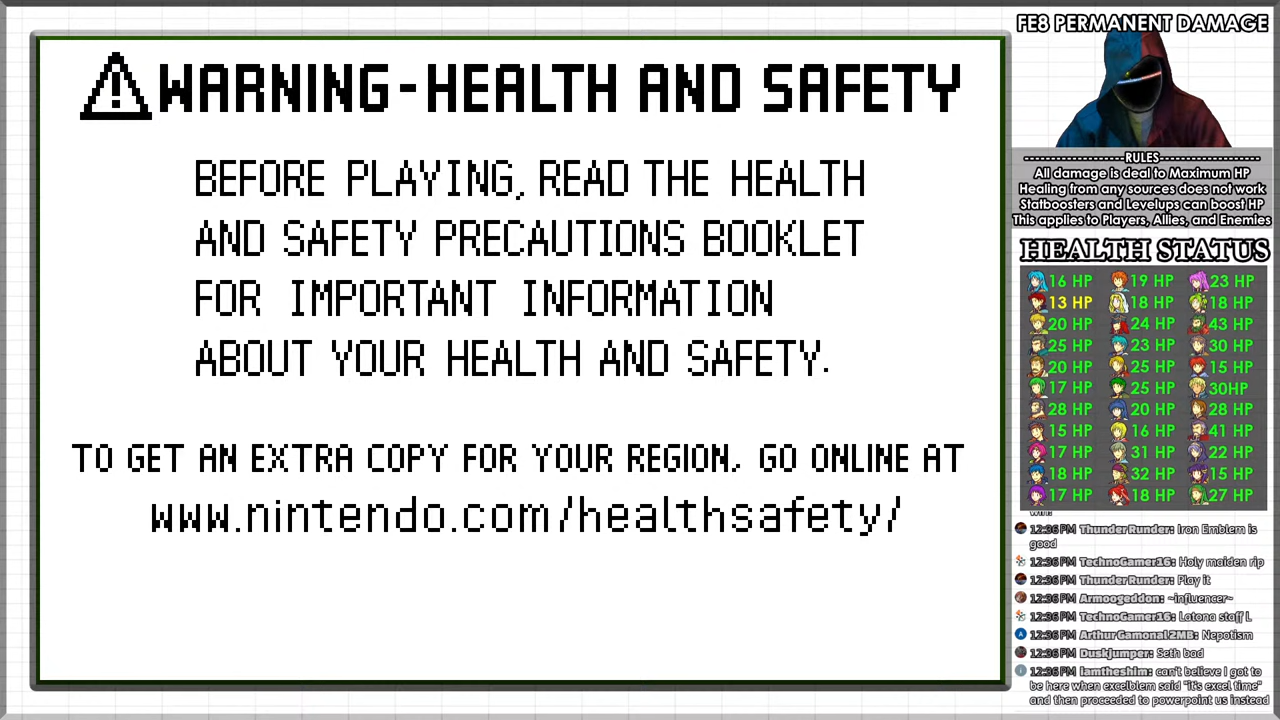 FE8 PERMANENT DAMAGE
WARNING-HEALTH AND SAFETY
BEFORE PLAYING, READ THE HEALTH
AND SAFETY PRECAUTIONS BOOKLET
FOR IMPORTANT INFORMATION
ABOUT YOUR HEALTH AND SAFETY.
TO GET AN EXTRA COPY FOR YOUR REGION, GO ONLINE AT
www.nintendo.com/healthsafety/
--------------------RULES--------------------
All damage is deal to Maximum HP
Healing from any sources does not work
Statboosters and Levelups can boost HP
This applies to Players, Allies, and Enemies
HEALTH STATUS
16 HP 19 HP 23 HP
13 HP 18 HP 18 HP
20 HP 24 HP 43 HP
25 HP 23 HP 30 HP
20 HP 25 HP 15 HP
17 HP 25 HP 30HP
28 HP 20 HP 28 HP
15 HP 16 HP 41 HP
17 HP 31 HP 22 HP
18 HP 32 HP 15 HP
17 HP 18 HP 27 HP
12:36 PM Thunder Runder: Iron Emblem is
good
12:36 PM TechnoGamer16: Holy maiden rip
12:36 PM Thunder Runder: Play it
12:36 PM Armoogeddon: ~influencer~
12:36 PM TechnoGamer16: Latona staff L
12:36 PM Arthur Gamonal ZMB: Nepotism
12:36 PM Duskjumper: Seth bad
12:36 PM iamtheshim: can't believe I got to
be here when excelblem said "it's excel time"
and then proceeded to powerpoint us instead